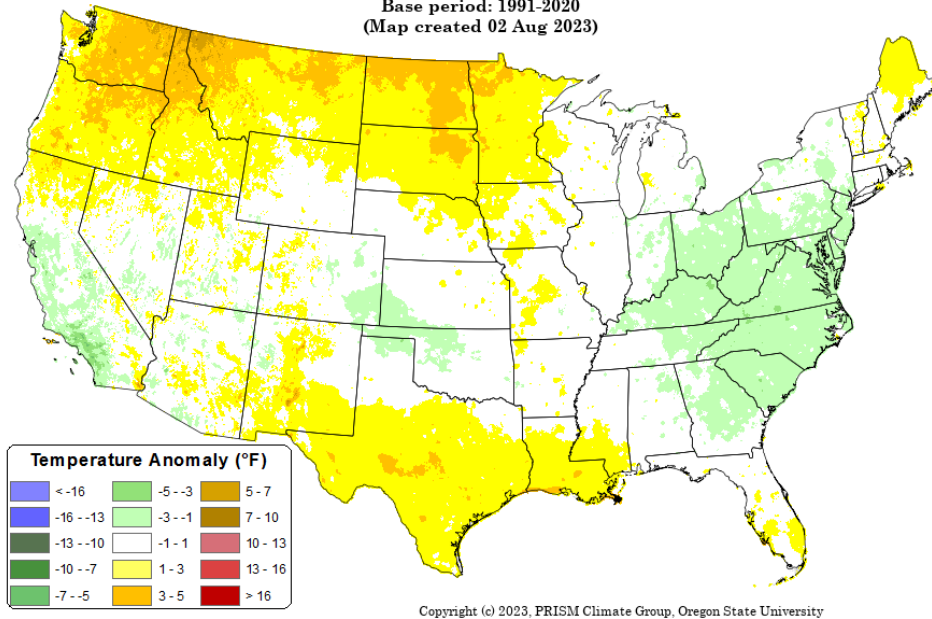 Base period: 1991-2020
(Map created 02 Aug 2023)
Temperature Anomaly (°F)
< -16
-5 - -3
5 - 7
-16 - -13
-3 - -1
7 - 10
-13 - -10
-1 - 1
10 - 13
-10 - -7
1 - 3
13 - 16
-7 - -5
3 - 5
> 16
Copyright (c) 2023, PRISM Climate Group, Oregon State University